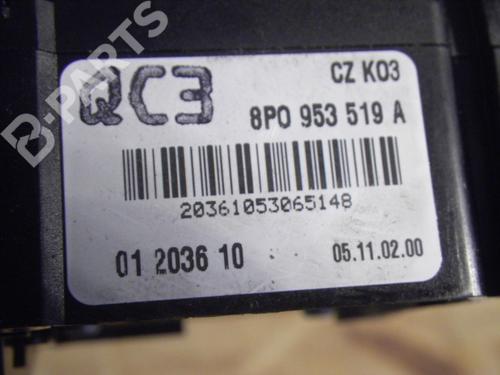 B-PARTS
QC3
CZ K03
8P0 953 519 A
20361053065148
01 2036 10
05.11.02.00